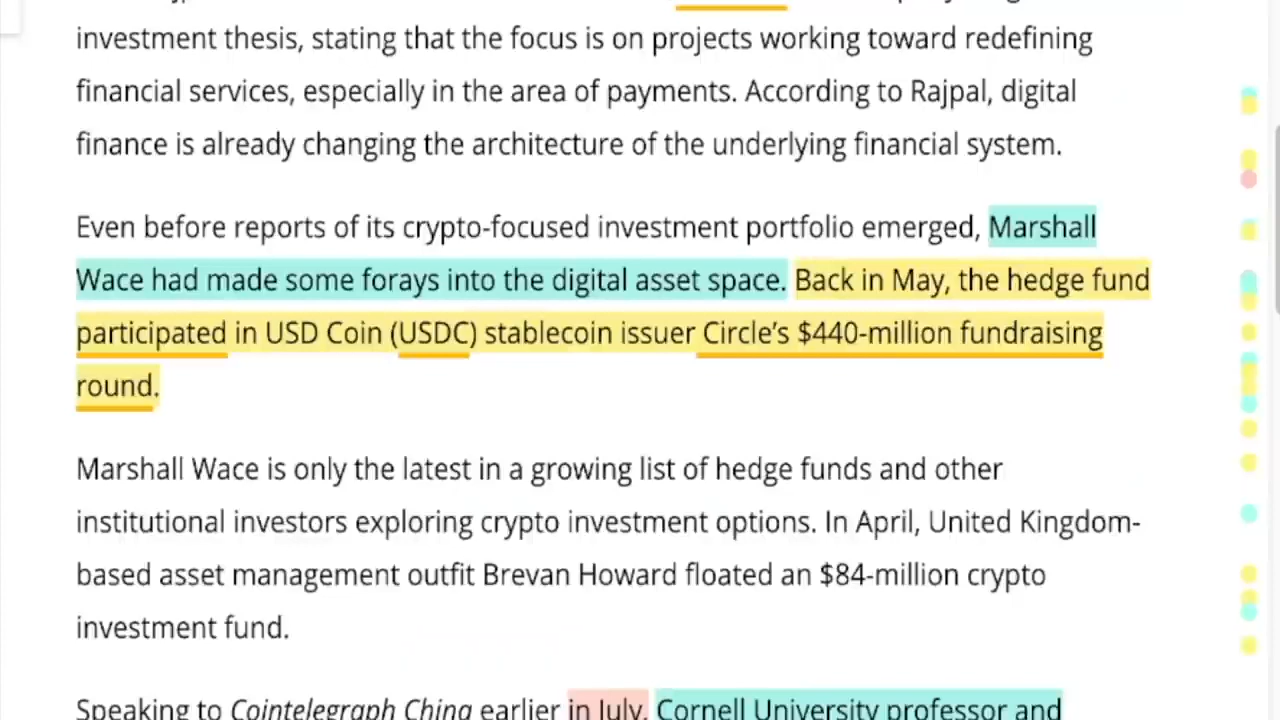 investment thesis, stating that the focus is on projects working toward redefining
financial services, especially in the area of payments. According to Rajpal, digital
finance is already changing the architecture of the underlying financial system.
Even before reports of its crypto-focused investment portfolio emerged, Marshall
Wace had made some forays into the digital asset space. Back in May, the hedge fund
participated in USD Coin (USDC) stablecoin issuer Circle’s $440-million fundraising
round.
Marshall Wace is only the latest in a growing list of hedge funds and other
institutional investors exploring crypto investment options. In April, United Kingdom-
based asset management outfit Brevan Howard floated an $84-million crypto
investment fund.
Speaking to Cointelegraph China earlier in July, Cornell University professor and